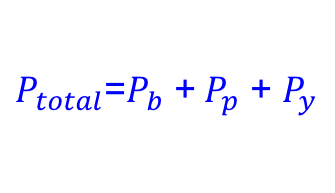 P_total=P_b + P_p + P_y